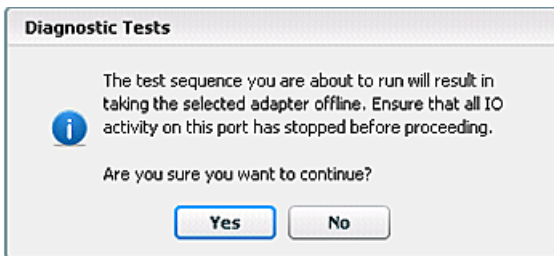 Diagnostic Tests
The test sequence you are about to run will result in
taking the selected adapter offline. Ensure that all IO
activity on this port has stopped before proceeding.
Are you sure you want to continue?
Yes No